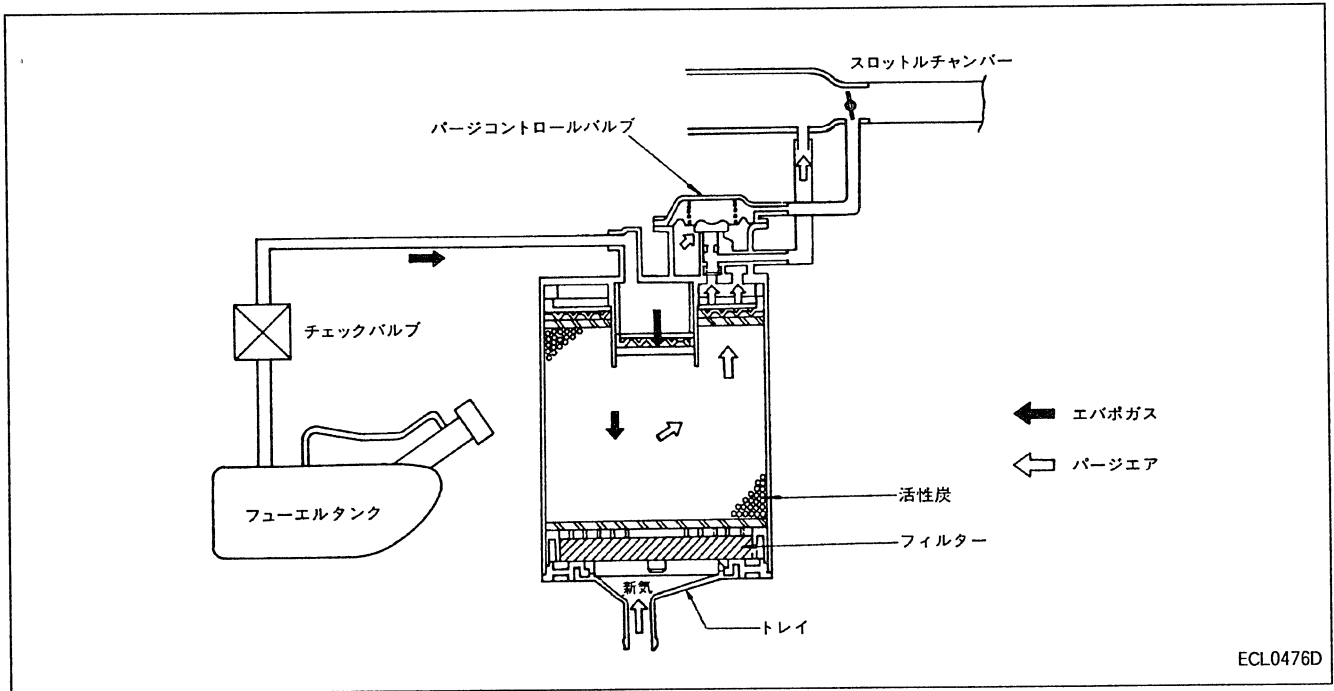 スロットルチャンバー
パージコントロールバルブ
チェックバルブ
エバポガス
パージエア
活性炭
フューエルタンク
フィルター
新気
トレイ
ECL0476D